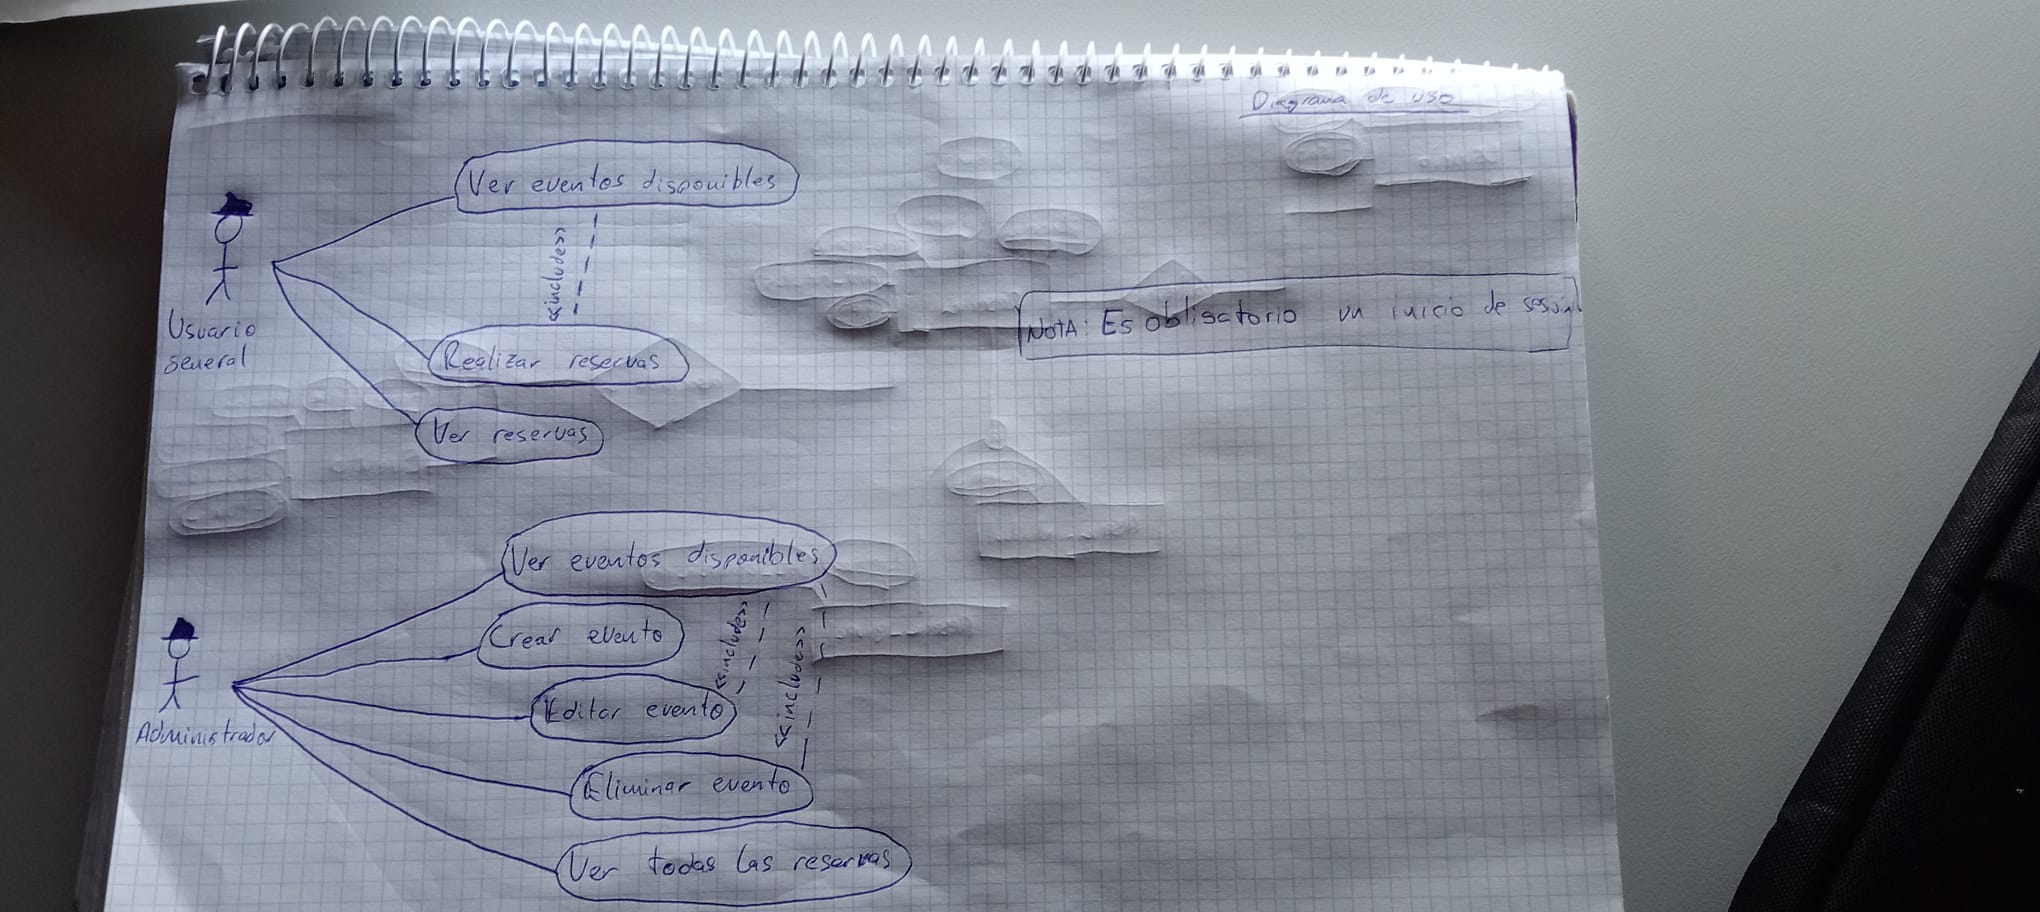 Diagrama de uso
Ver eventos disponibles
<<include>>
Usuario
general
NOTA: Es obligatorio un inicio de sesión
Realizar reservas
Ver reservas
Ver eventos disponibles
Crear evento
<<include>>
<<include>>
Editar evento
Administrador
Eliminar evento
Ver todas las reservas